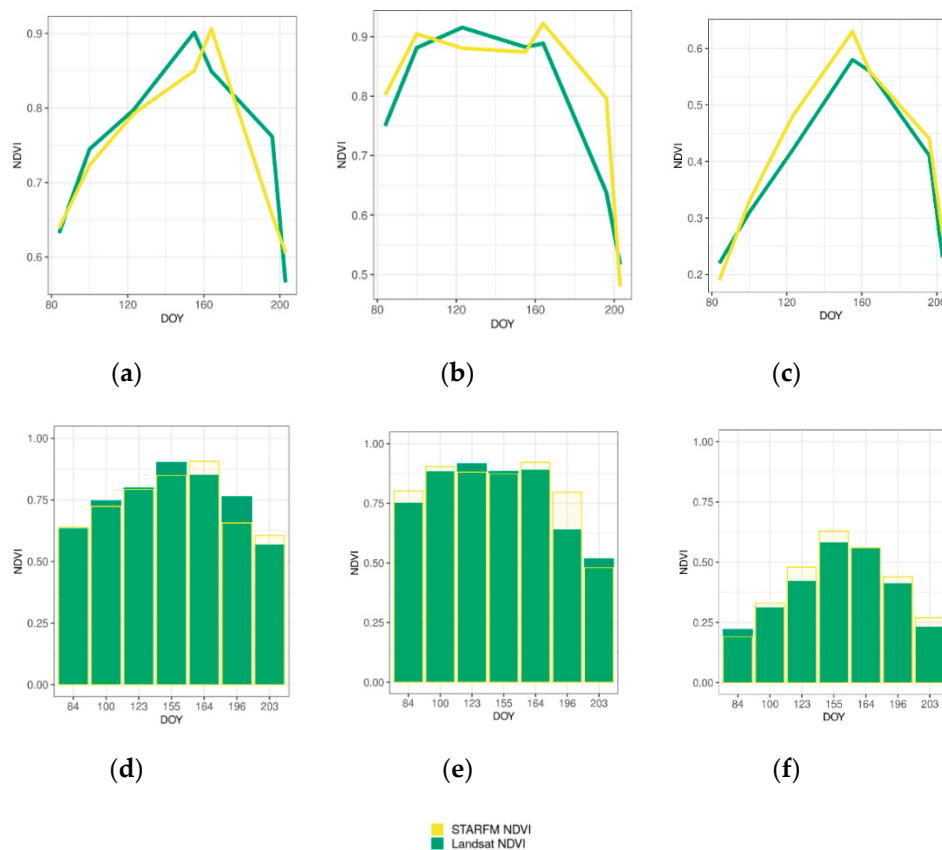 0.9
0.8
0.7
0.6
NDVI
80
120
160
200
DOY
(a)
0.9
0.8
0.7
0.6
0.5
NDVI
80
120
160
200
DOY
(b)
0.6
0.5
0.4
0.3
0.2
NDVI
80
120
160
200
DOY
(c)
1.00
0.75
0.50
0.25
0.00
NDVI
84 100 123 155 164 196 203
DOY
(d)
1.00
0.75
0.50
0.25
0.00
NDVI
84 100 123 155 164 196 203
DOY
(e)
1.00
0.75
0.50
0.25
0.00
NDVI
84 100 123 155 164 196 203
DOY
(f)
STARFM NDVI
Landsat NDVI